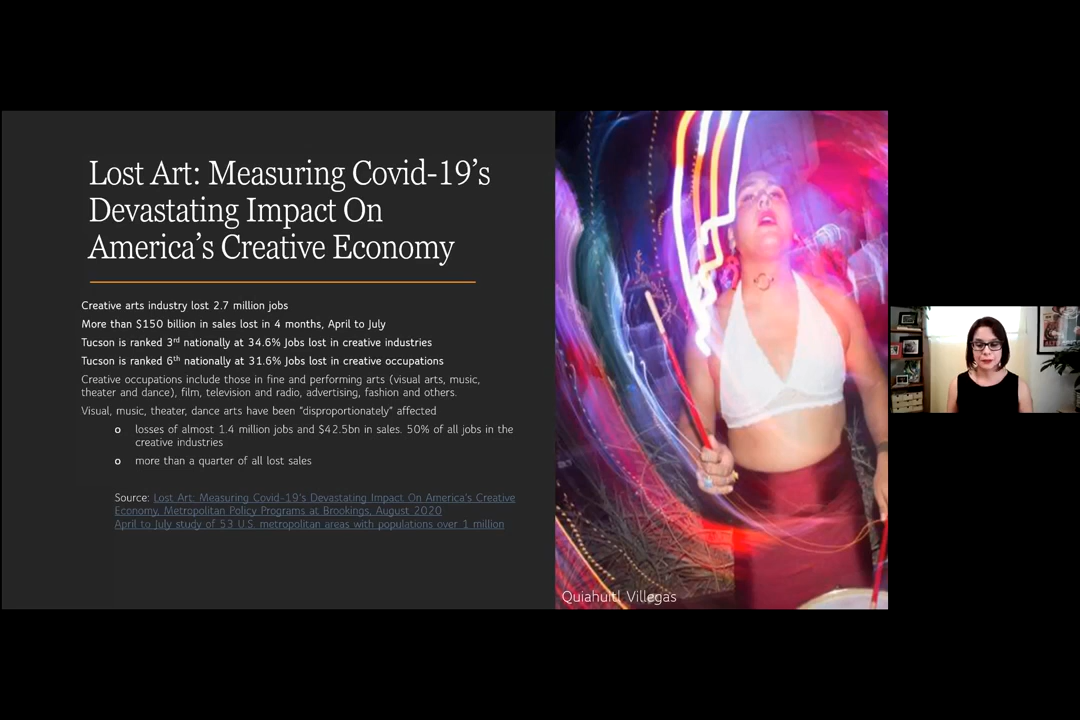 Lost Art: Measuring Covid-19's
Devastating Impact On
America's Creative Economy
Creative arts industry lost 2.7 million jobs
More than $150 billion in sales lost in 4 months, April to July
Tucson is ranked 3rd nationally at 34.6% Jobs lost in creative industries
Tucson is ranked 6th nationally at 31.6% Jobs lost in creative occupations
Creative occupations include those in fine and performing arts (visual arts, music,
theater and dance), film, television and radio, advertising, fashion and others.
Visual, music, theater, dance arts have been "disproportionately" affected
o losses of almost 1.4 million jobs and $42.5bn in sales. 50% of all jobs in the
creative industries
o more than a quarter of all lost sales
Source: Lost Art: Measuring Covid-19's Devastating Impact On America's Creative
Economy, Metropolitan Policy Programs at Brookings, August 2020
April to July study of 53 U.S. metropolitan areas with populations over 1 million
Quiahuitl Villegas